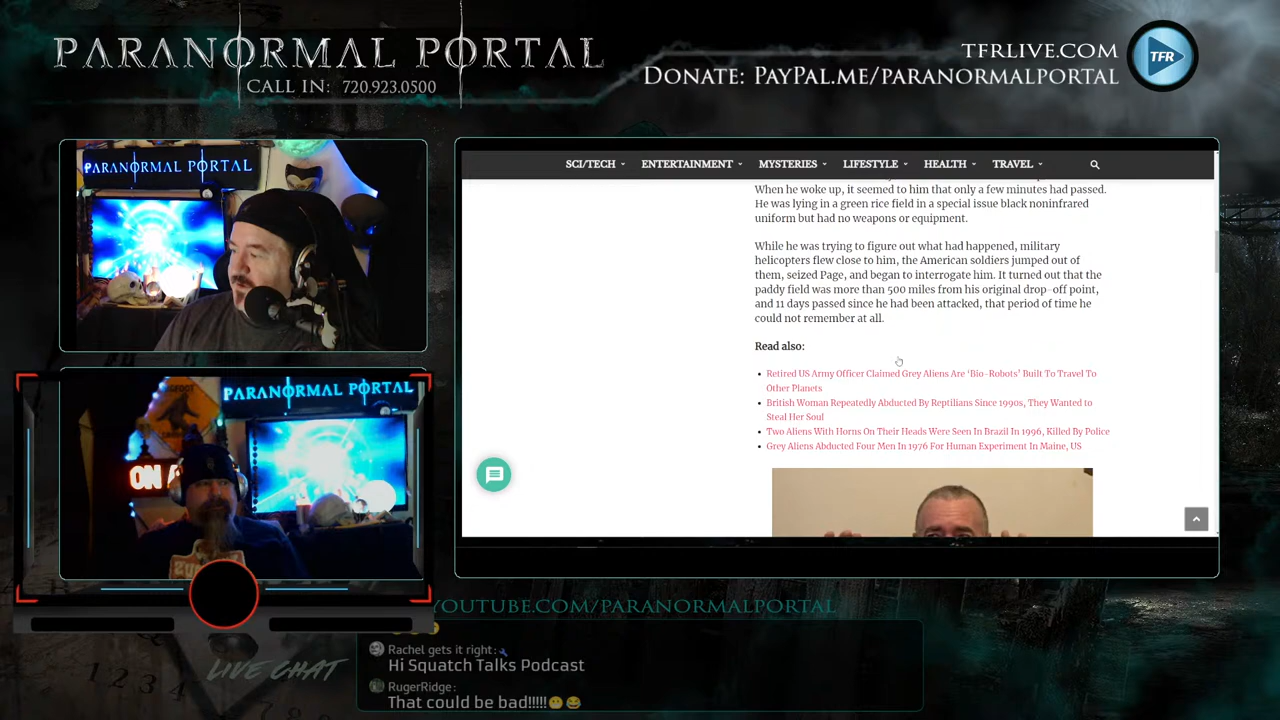 PARANORMAL PORTAL
CALL IN: 720.923.0500
TFRLIVE.COM
DONATE: PAYPAL.ME/PARANORMALPORTAL
TFR
PARANORMAL PORTAL
SCI/TECH
ENTERTAINMENT
MYSTERIES
LIFESTYLE
HEALTH
TRAVEL
When he woke up, it seemed to him that only a few minutes had passed.
He was lying in a green rice field in a special issue black noninfrared
uniform but had no weapons or equipment.
While he was trying to figure out what had happened, military
helicopters flew close to him, the American soldiers jumped out of
them, seized Page, and began to interrogate him. It turned out that the
paddy field was more than 500 miles from his original drop-off point,
and 11 days passed since he had been attacked, that period of time he
could not remember at all.
Read also:
Retired US Army Officer Claimed Grey Aliens Are ‘Bio-Robots’ Built To Travel To
Other Planets
British Woman Repeatedly Abducted By Reptilians Since 1990s, They Wanted to
Steal Her Soul
Two Aliens With Horns On Their Heads Were Seen In Brazil In 1996, Killed By Police
Grey Aliens Abducted Four Men In 1976 For Human Experiment In Maine, US
BIGFOOT
PARANORMAL PORTAL
ON A
YOUTUBE.COM/PARANORMALPORTAL
LIVE CHAT
1 2 3 4
Rachel gets it right:
Hi Squatch Talks Podcast
RugerRidge:
That could be bad!!!!!😬😂